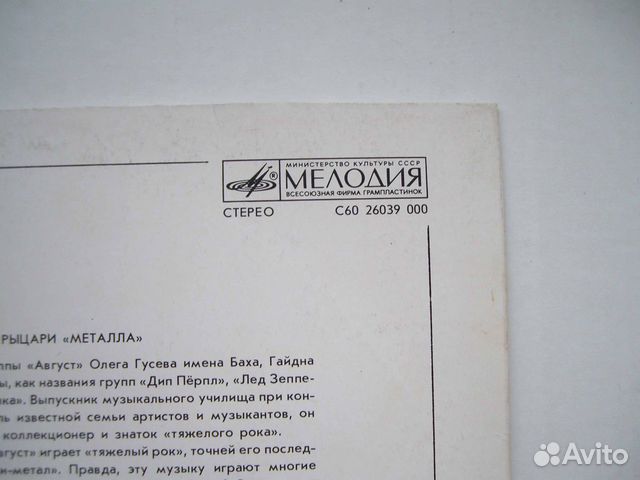 МИНИСТЕРСТВО КУЛЬТУРЫ СССР
МЕЛОДИЯ
ВСЕСОЮЗНАЯ ФИРМА ГРАМПЛАСТИНОК
®
СТЕРЕО С60 26039 000
РЫЦАРИ «МЕТАЛЛА»
ппы «Август» Олега Гусева имена Баха, Гайдна
ы, как названия групп «Дип Пёрпл», «Лед Зеппе-
ка». Выпускник музыкального училища при кон-
ль известной семьи артистов и музыкантов, он
коллекционер и знаток «тяжелого рока».
вгуст» играет «тяжелый рок», точней его послед-
и-метал». Правда, эту музыку играют многие
Avito